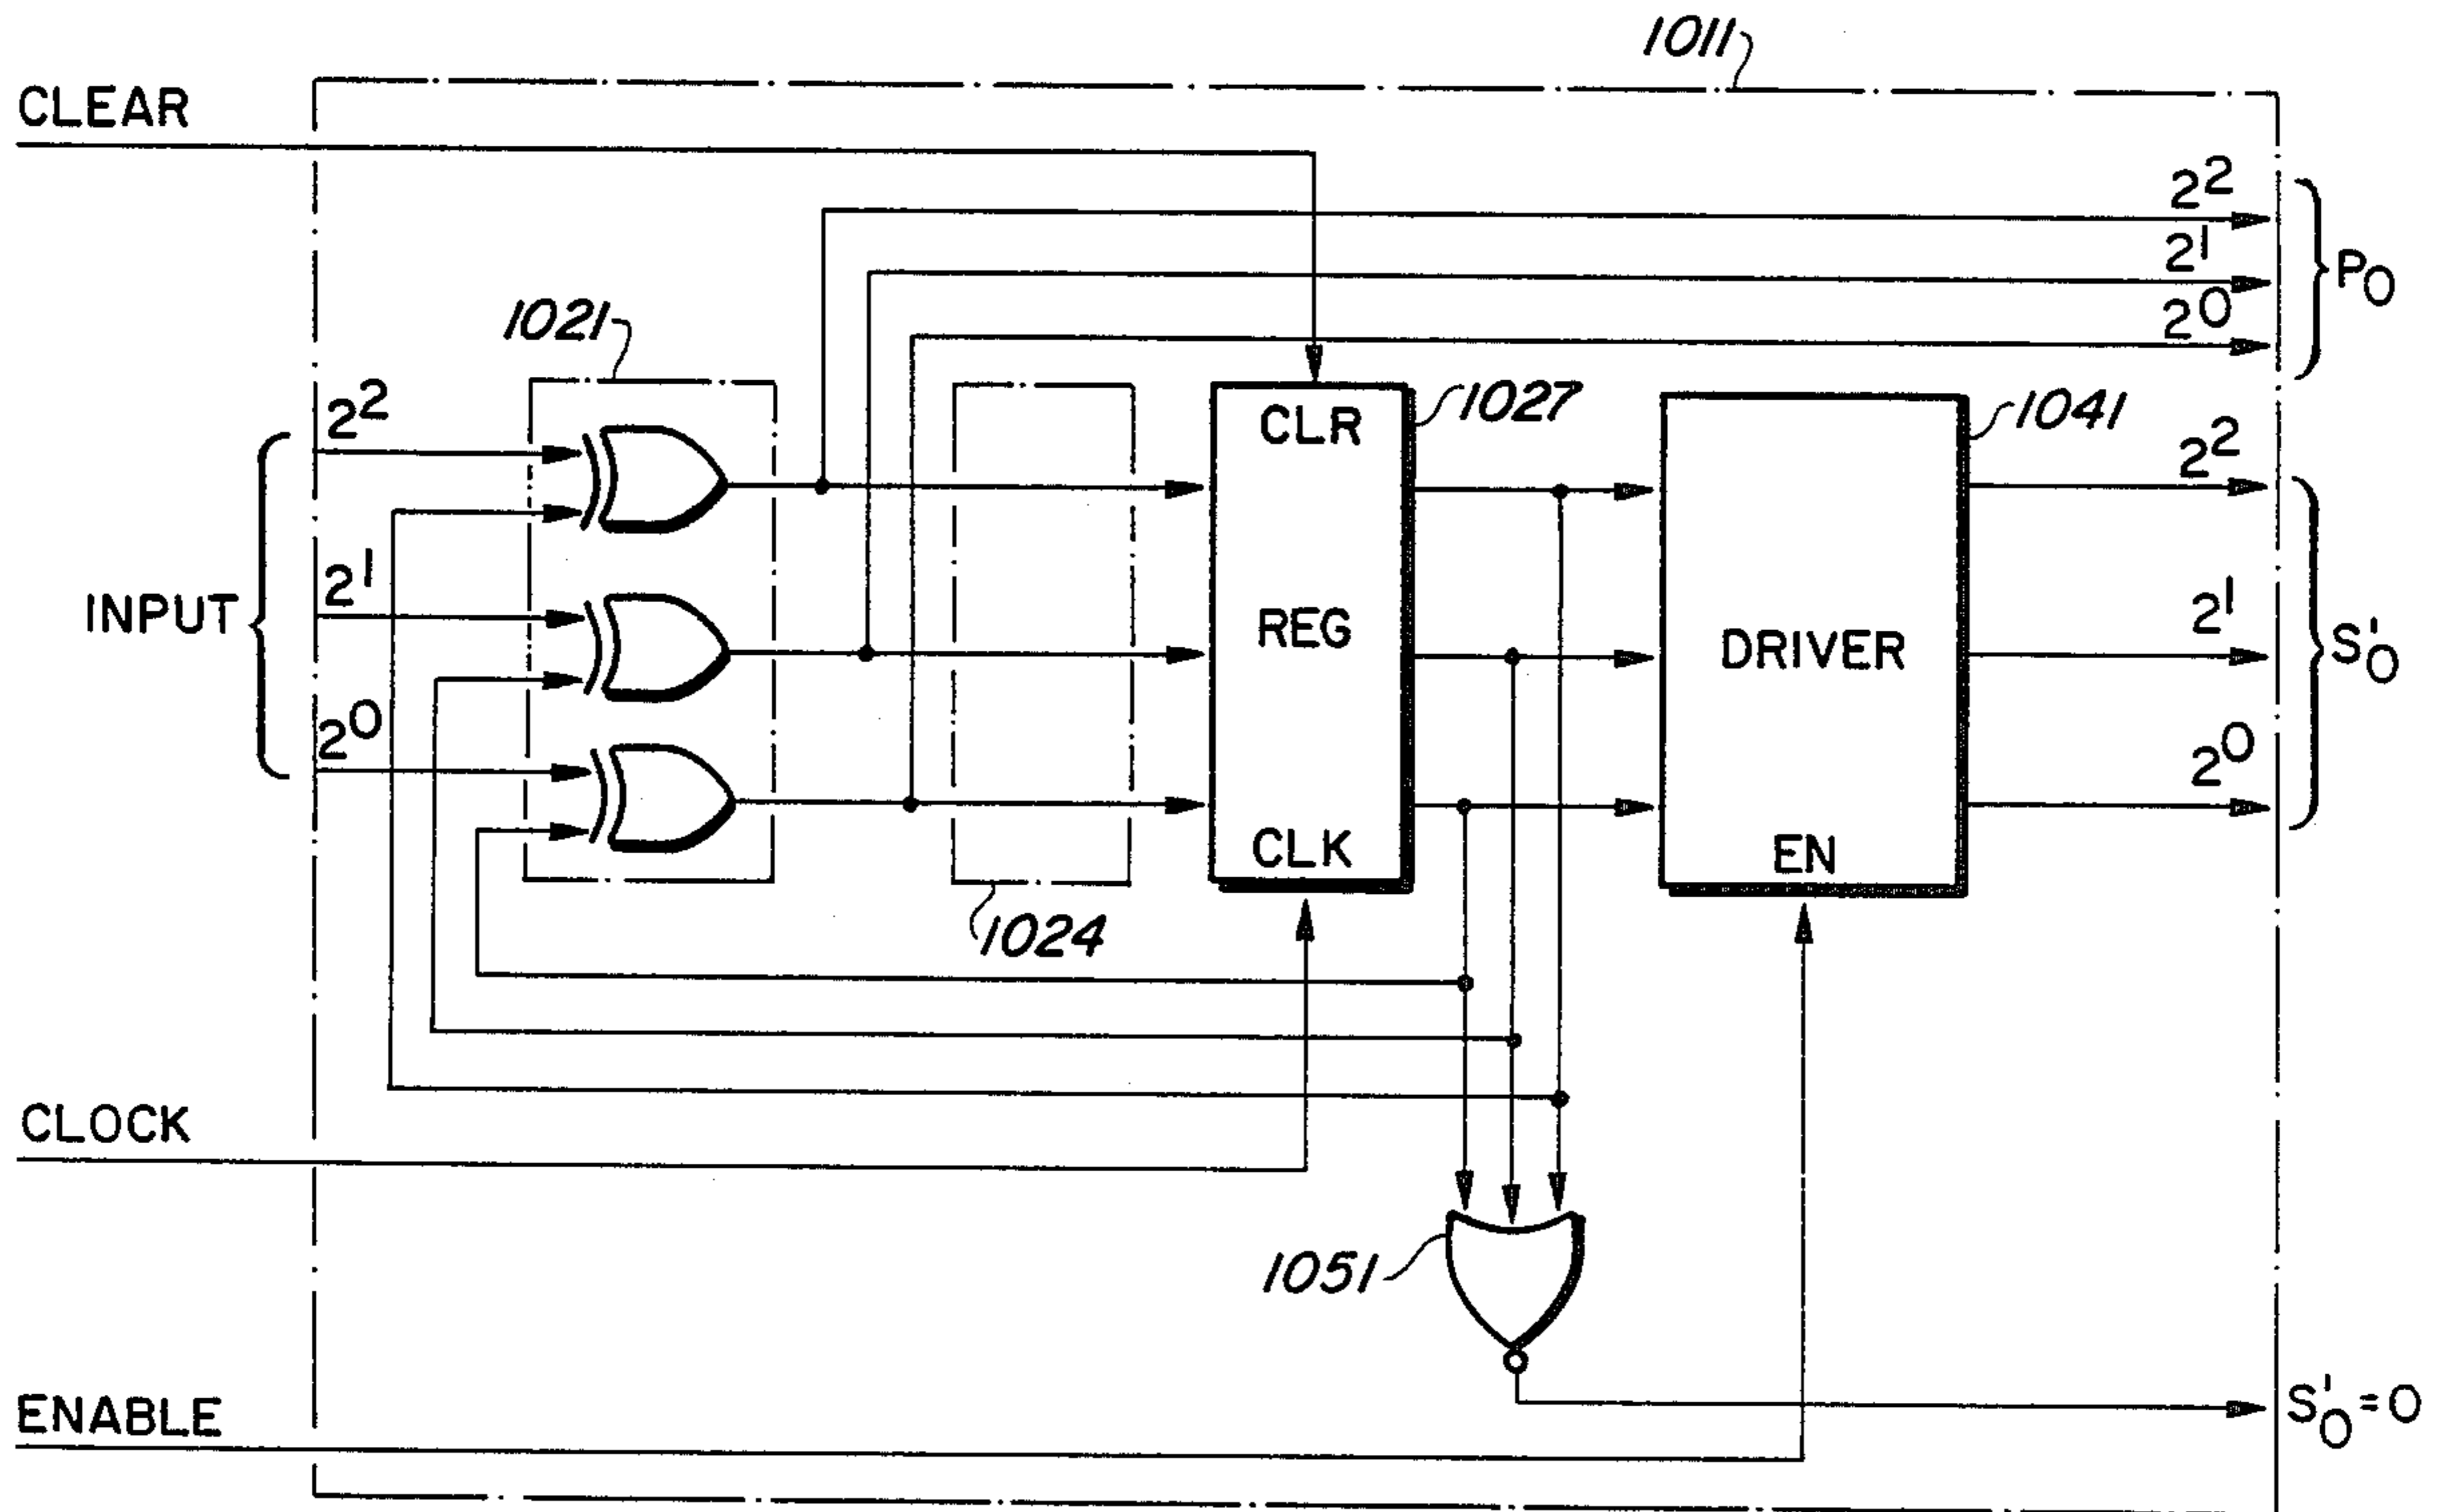 1011
CLEAR
2²
2¹
2⁰
P₀
1021
2²
2¹
2⁰
INPUT
1024
CLR
REG
CLK
1027
DRIVER
EN
1041
2²
2¹
2⁰
S'₀
CLOCK
1051
ENABLE
S'₀=0